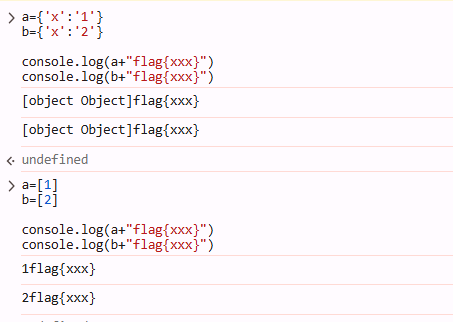 > a={'x':'1'}
b={'x':'2'}
console.log(a+"flag{xxx}")
console.log(b+"flag{xxx}")
[object Object]flag{xxx}
[object Object]flag{xxx}
<· undefined
> a=[1]
b=[2]
console.log(a+"flag{xxx}")
console.log(b+"flag{xxx}")
1flag{xxx}
2flag{xxx}